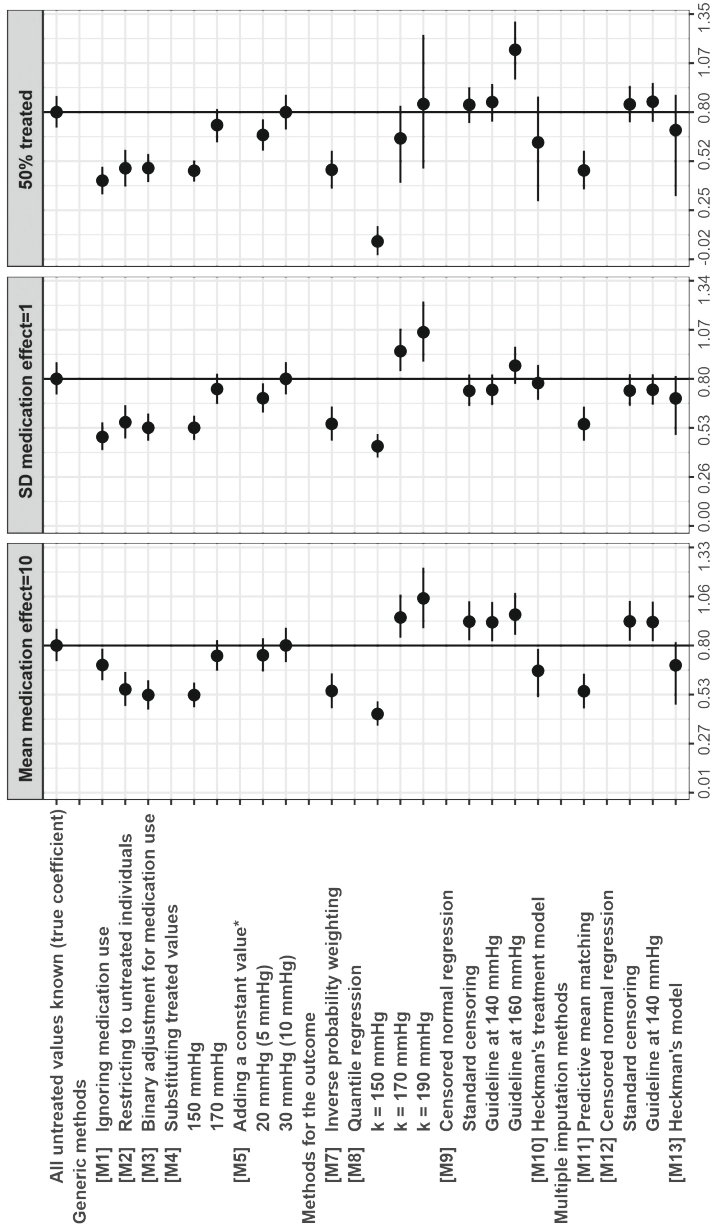 Mean medication effect=10
SD medication effect=1
50% treated
All untreated values known (true coefficient)
Generic methods
[M1] Ignoring medication use
[M2] Restricting to untreated individuals
[M3] Binary adjustment for medication use
[M4] Substituting treated values
150 mmHg
170 mmHg
[M5] Adding a constant value*
20 mmHg (5 mmHg)
30 mmHg (10 mmHg)
Methods for the outcome
[M7] Inverse probability weighting
[M8] Quantile regression
k = 150 mmHg
k = 170 mmHg
k = 190 mmHg
[M9] Censored normal regression
Standard censoring
Guideline at 140 mmHg
Guideline at 160 mmHg
[M10] Heckman's treatment model
Multiple imputation methods
[M11] Predictive mean matching
[M12] Censored normal regression
Standard censoring
Guideline at 140 mmHg
[M13] Heckman's model
0.01 0.27 0.53 0.80 1.06 1.33
0.00 0.26 0.53 0.80 1.07 1.34
-0.02 0.25 0.52 0.80 1.07 1.35